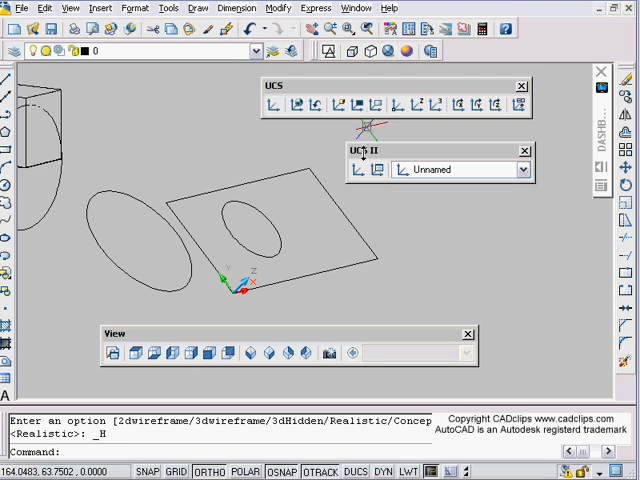 File Edit View Insert Format Tools Draw Dimension Modify Express Window Help
0
UCS
DASHB..
UCS II
Unnamed
Y
Z
X
View
A
Enter an option [2dwireframe/3dwireframe/3dHidden/Realistic/Concep
<Realistic>: _H
Copyright CADclips www.cadclips.com
AutoCAD is an Autodesk registerd trademark
Command:
164.0483, 63.7502, 0.0000 SNAP GRID ORTHO POLAR OSNAP OTRACK DUCS DYN LWT